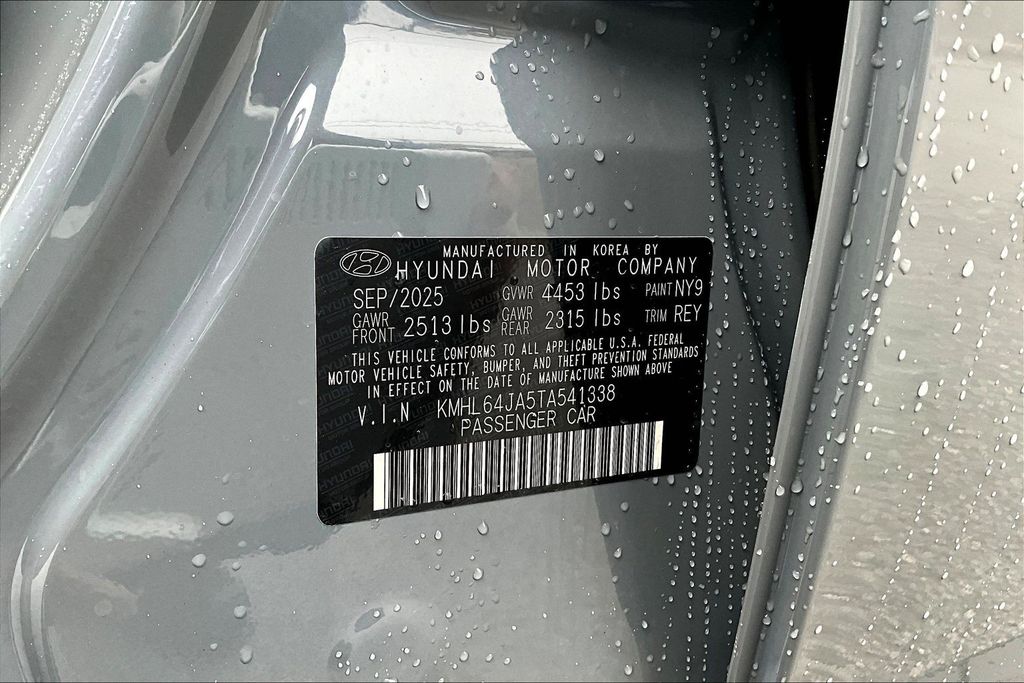 MANUFACTURED IN KOREA BY
HYUNDAI MOTOR COMPANY
SEP/2025 GVWR 4453 lbs PAINT NY9
GAWR FRONT 2513 lbs GAWR REAR 2315 lbs TRIM REY
THIS VEHICLE CONFORMS TO ALL APPLICABLE U.S.A. FEDERAL
MOTOR VEHICLE SAFETY, BUMPER, AND THEFT PREVENTION STANDARDS
IN EFFECT ON THE DATE OF MANUFACTURE SHOWN ABOVE
V.I.N KMHL64JA5TA541338
PASSENGER CAR